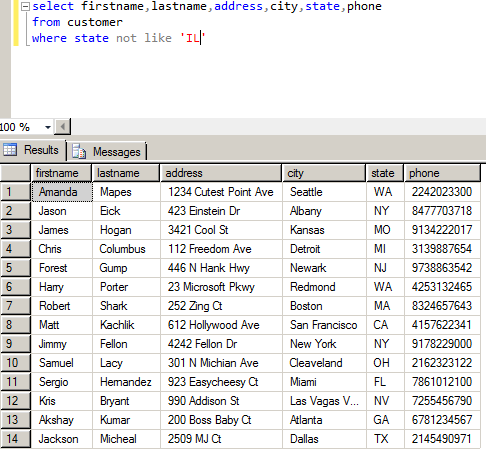 select firstname,lastname,address,city,state,phone
from customer
where state not like 'IL'
100 %
Results Messages
firstname lastname address city state phone
1 Amanda Mapes 1234 Cutest Point Ave Seattle WA 2242023300
2 Jason Eick 423 Einstein Dr Albany NY 8477703718
3 James Hogan 3421 Cool St Kansas MO 9134222017
4 Chris Columbus 112 Freedom Ave Detroit MI 3139887654
5 Forest Gump 446 N Hank Hwy Newark NJ 9738863542
6 Harry Porter 23 Microsoft Pkwy Redmond WA 4253132465
7 Robert Shark 252 Zing Ct Boston MA 8324657643
8 Matt Kachlik 612 Hollywood Ave San Francisco CA 4157622341
9 Jimmy Fellon 4242 Fellon Dr New York NY 9178229000
10 Samuel Lacy 301 N Michian Ave Cleaveland OH 2162323122
11 Sergio Hernandez 923 Easycheesy Ct Miami FL 7861012100
12 Kris Bryant 990 Addison St Las Vagas V... NV 7255456790
13 Akshay Kumar 200 Boss Baby Ct Atlanta GA 6781234567
14 Jackson Micheal 2509 MJ Ct Dallas TX 2145490971